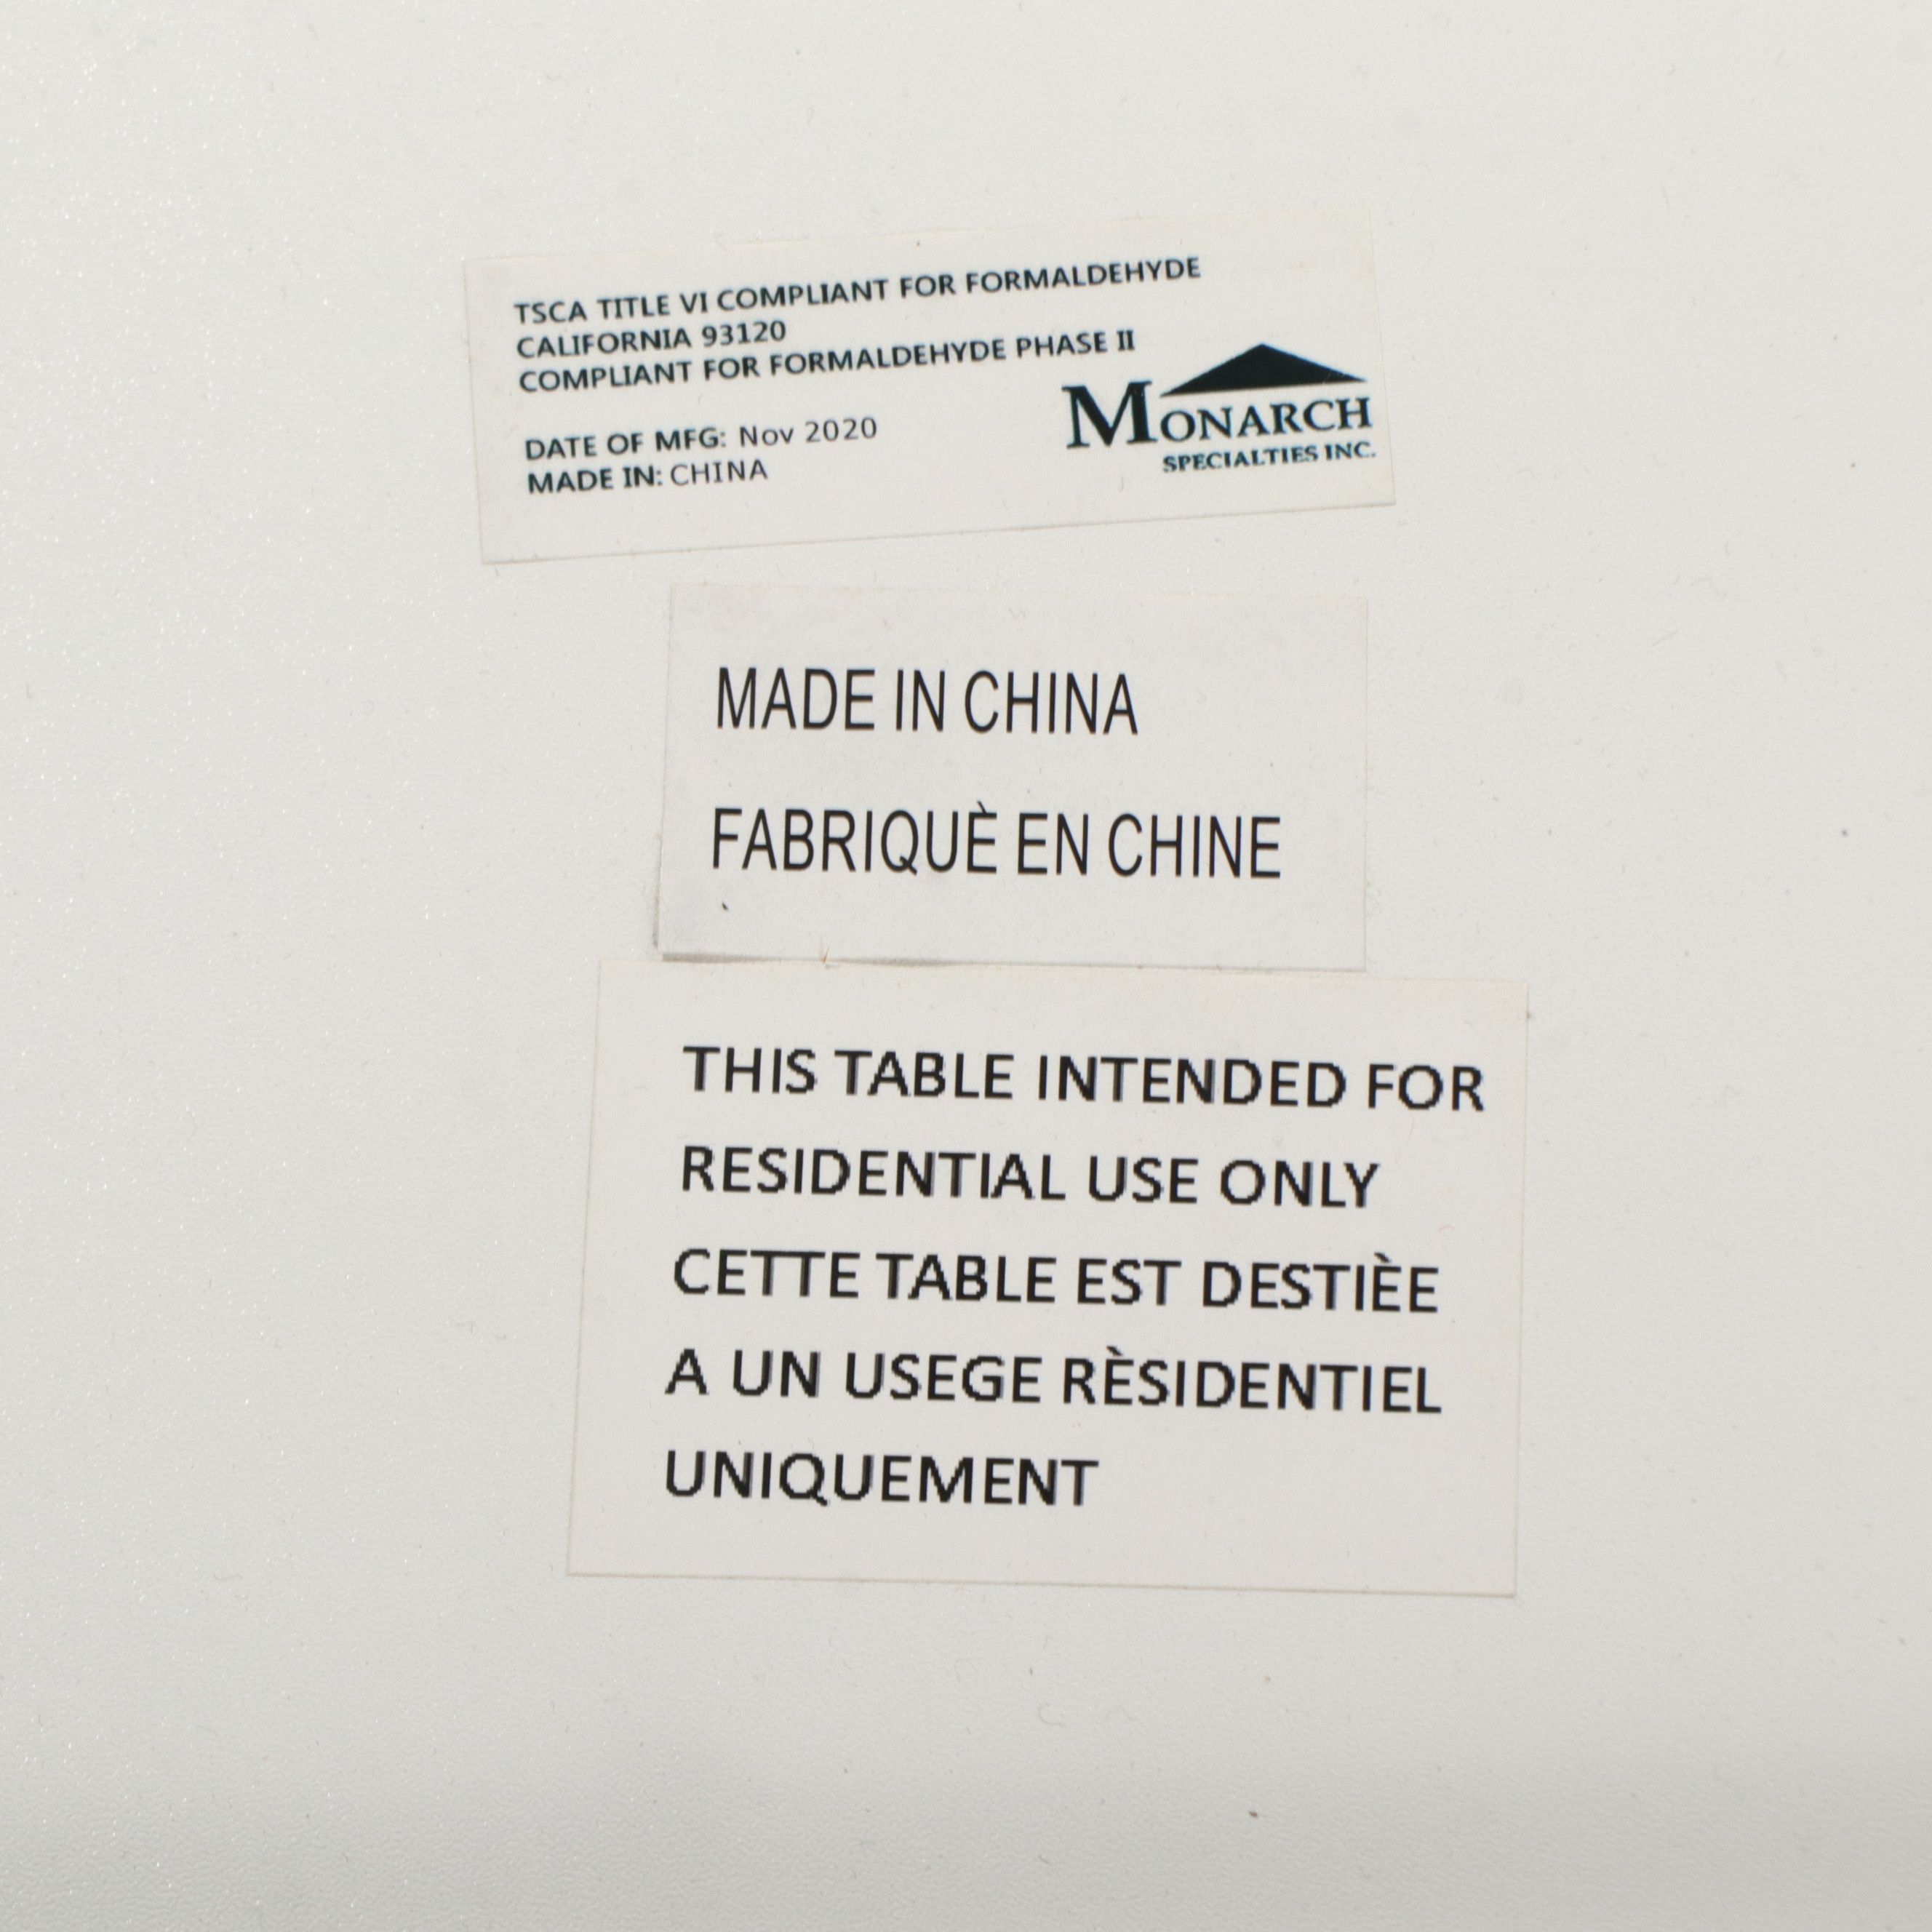 TSCA TITLE VI COMPLIANT FOR FORMALDEHYDE
CALIFORNIA 93120
COMPLIANT FOR FORMALDEHYDE PHASE II
DATE OF MFG: Nov 2020
MADE IN: CHINA
MONARCH
SPECIALTIES INC.
MADE IN CHINA
FABRIQUÈ EN CHINE
THIS TABLE INTENDED FOR
RESIDENTIAL USE ONLY
CETTE TABLE EST DESTIÈE
A UN USEGE RÈSIDENTIEL
UNIQUEMENT